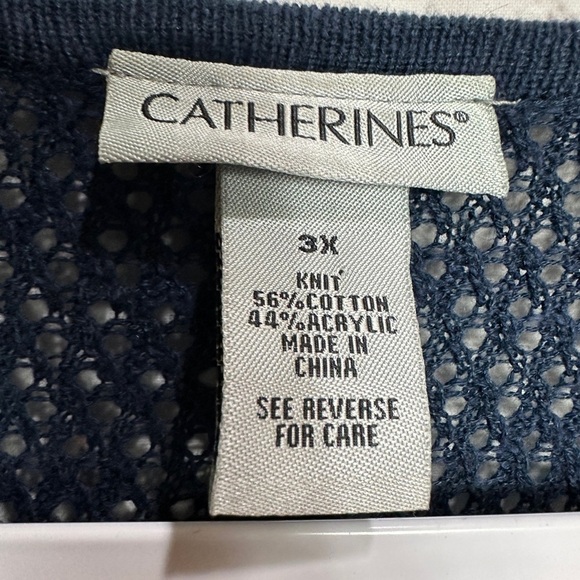 CATHERINES®
3X
KNIT
56%COTTON
44%ACRYLIC
MADE IN
CHINA
SEE REVERSE
FOR CARE